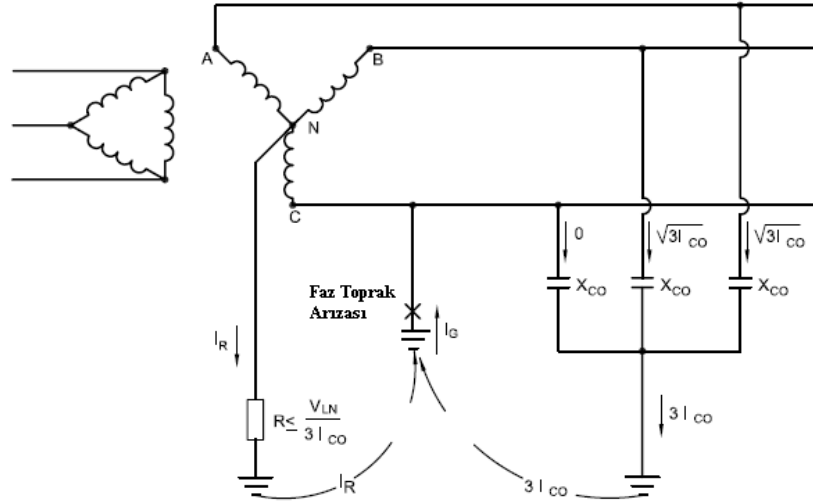 A
B
N
C
0
√3I CO
√3I CO
X CO
X CO
X CO
Faz Toprak
Arızası
I G
I R
R ≤ V LN / 3 I CO
3 I CO
I R
3 I CO